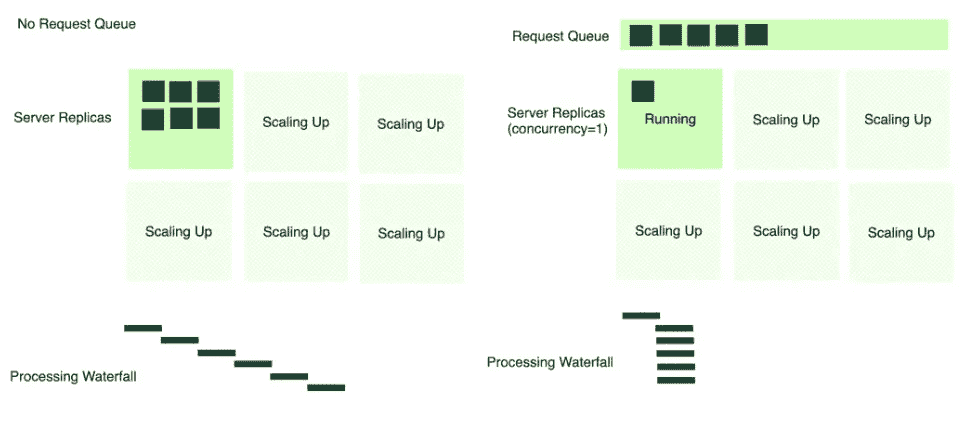 No Request Queue
Server Replicas
Scaling Up
Scaling Up
Scaling Up
Scaling Up
Scaling Up
Processing Waterfall
Request Queue
Server Replicas
(concurrency=1)
Running
Scaling Up
Scaling Up
Scaling Up
Scaling Up
Scaling Up
Processing Waterfall